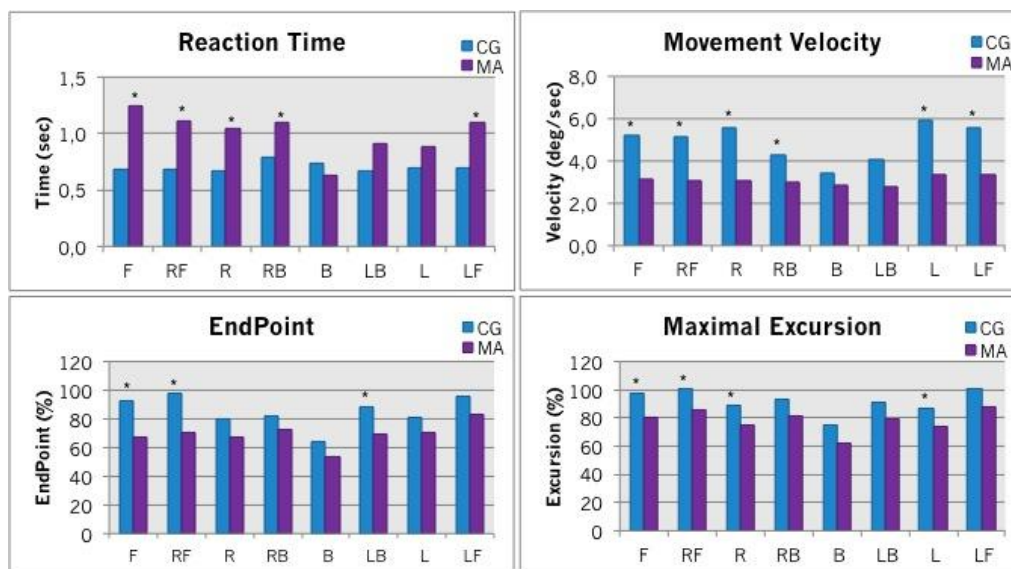 Reaction Time
CG
MA
Time (sec)
1,5
1,0
0,5
0,0
* * * * *
F RF R RB B LB L LF
Movement Velocity
CG
MA
Velocity (deg/sec)
8,0
6,0
4,0
2,0
0,0
* * * * * *
F RF R RB B LB L LF
EndPoint
CG
MA
EndPoint (%)
120
100
80
60
40
20
0
* * *
F RF R RB B LB L LF
Maximal Excursion
CG
MA
Excursion (%)
120
100
80
60
40
20
0
* * * *
F RF R RB B LB L LF